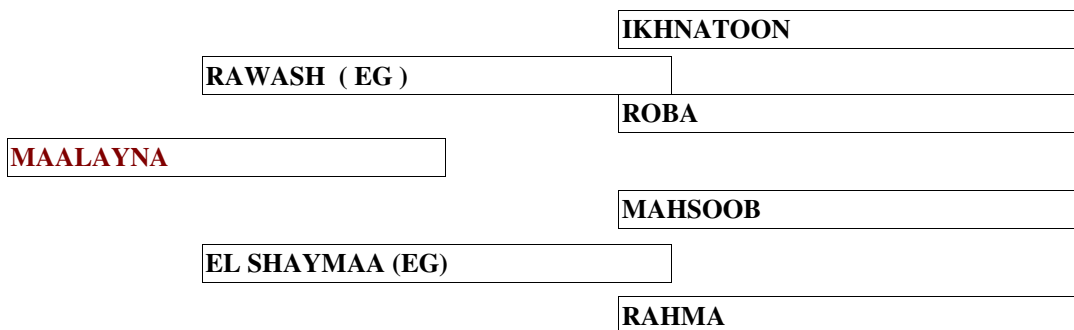 IKHNATOON
RAWASH ( EG )
ROBA
MAALAYNA
MAHSOOB
EL SHAYMAA (EG)
RAHMA